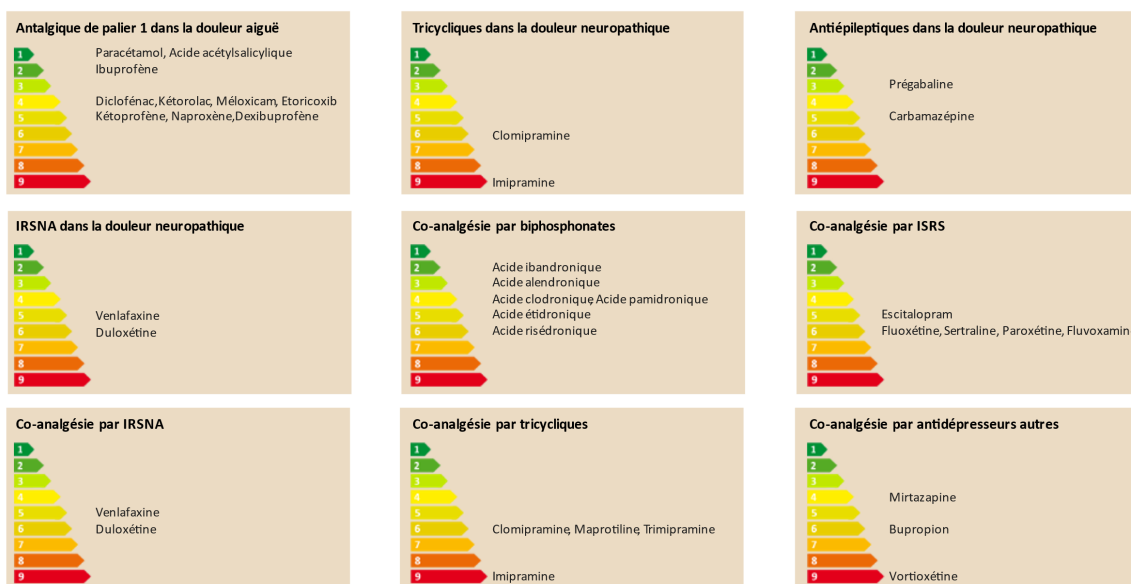 Antalgique de palier 1 dans la douleur aiguë
1 Paracétamol, Acide acétylsalicylique
2 Ibuprofène
3
4 Diclofénac,Kétorolac, Méloxicam, Etoricoxib
5 Kétoprofène, Naproxène,Dexibuprofène
6
7
8
9
Tricycliques dans la douleur neuropathique
1
2
3
4
5
6 Clomipramine
7
8
9 Imipramine
Antiépileptiques dans la douleur neuropathique
1
2
3 Prégabaline
4
5 Carbamazépine
6
7
8
9
IRSNA dans la douleur neuropathique
1
2
3
4
5 Venlafaxine
6 Duloxétine
7
8
9
Co-analgésie par biphosphonates
1
2 Acide ibandronique
3 Acide alendronique
4 Acide clodronique, Acide pamidronique
5 Acide étidronique
6 Acide risédronique
7
8
9
Co-analgésie par ISRS
1
2
3
4
5 Escitalopram
6 Fluoxétine, Sertraline, Paroxétine, Fluvoxamin
7
8
9
Co-analgésie par IRSNA
1
2
3
4
5 Venlafaxine
6 Duloxétine
7
8
9
Co-analgésie par tricycliques
1
2
3
4
5
6 Clomipramine, Maprotiline, Trimipramine
7
8
9 Imipramine
Co-analgésie par antidépresseurs autres
1
2
3
4 Mirtazapine
5
6 Bupropion
7
8
9 Vortioxétine